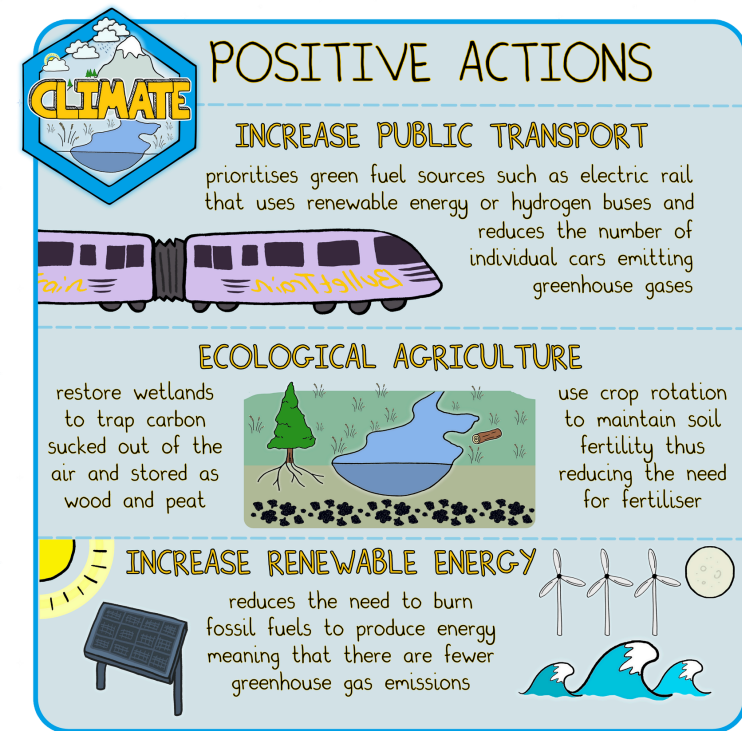 CLIMATE
POSITIVE ACTIONS
INCREASE PUBLIC TRANSPORT
prioritises green fuel sources such as electric rail
that uses renewable energy or hydrogen buses and
reduces the number of
individual cars emitting
greenhouse gases
ain
BulletTrain
ECOLOGICAL AGRICULTURE
restore wetlands
to trap carbon
sucked out of the
air and stored as
wood and peat
use crop rotation
to maintain soil
fertility thus
reducing the need
for fertiliser
INCREASE RENEWABLE ENERGY
reduces the need to burn
fossil fuels to produce energy
meaning that there are fewer
greenhouse gas emissions